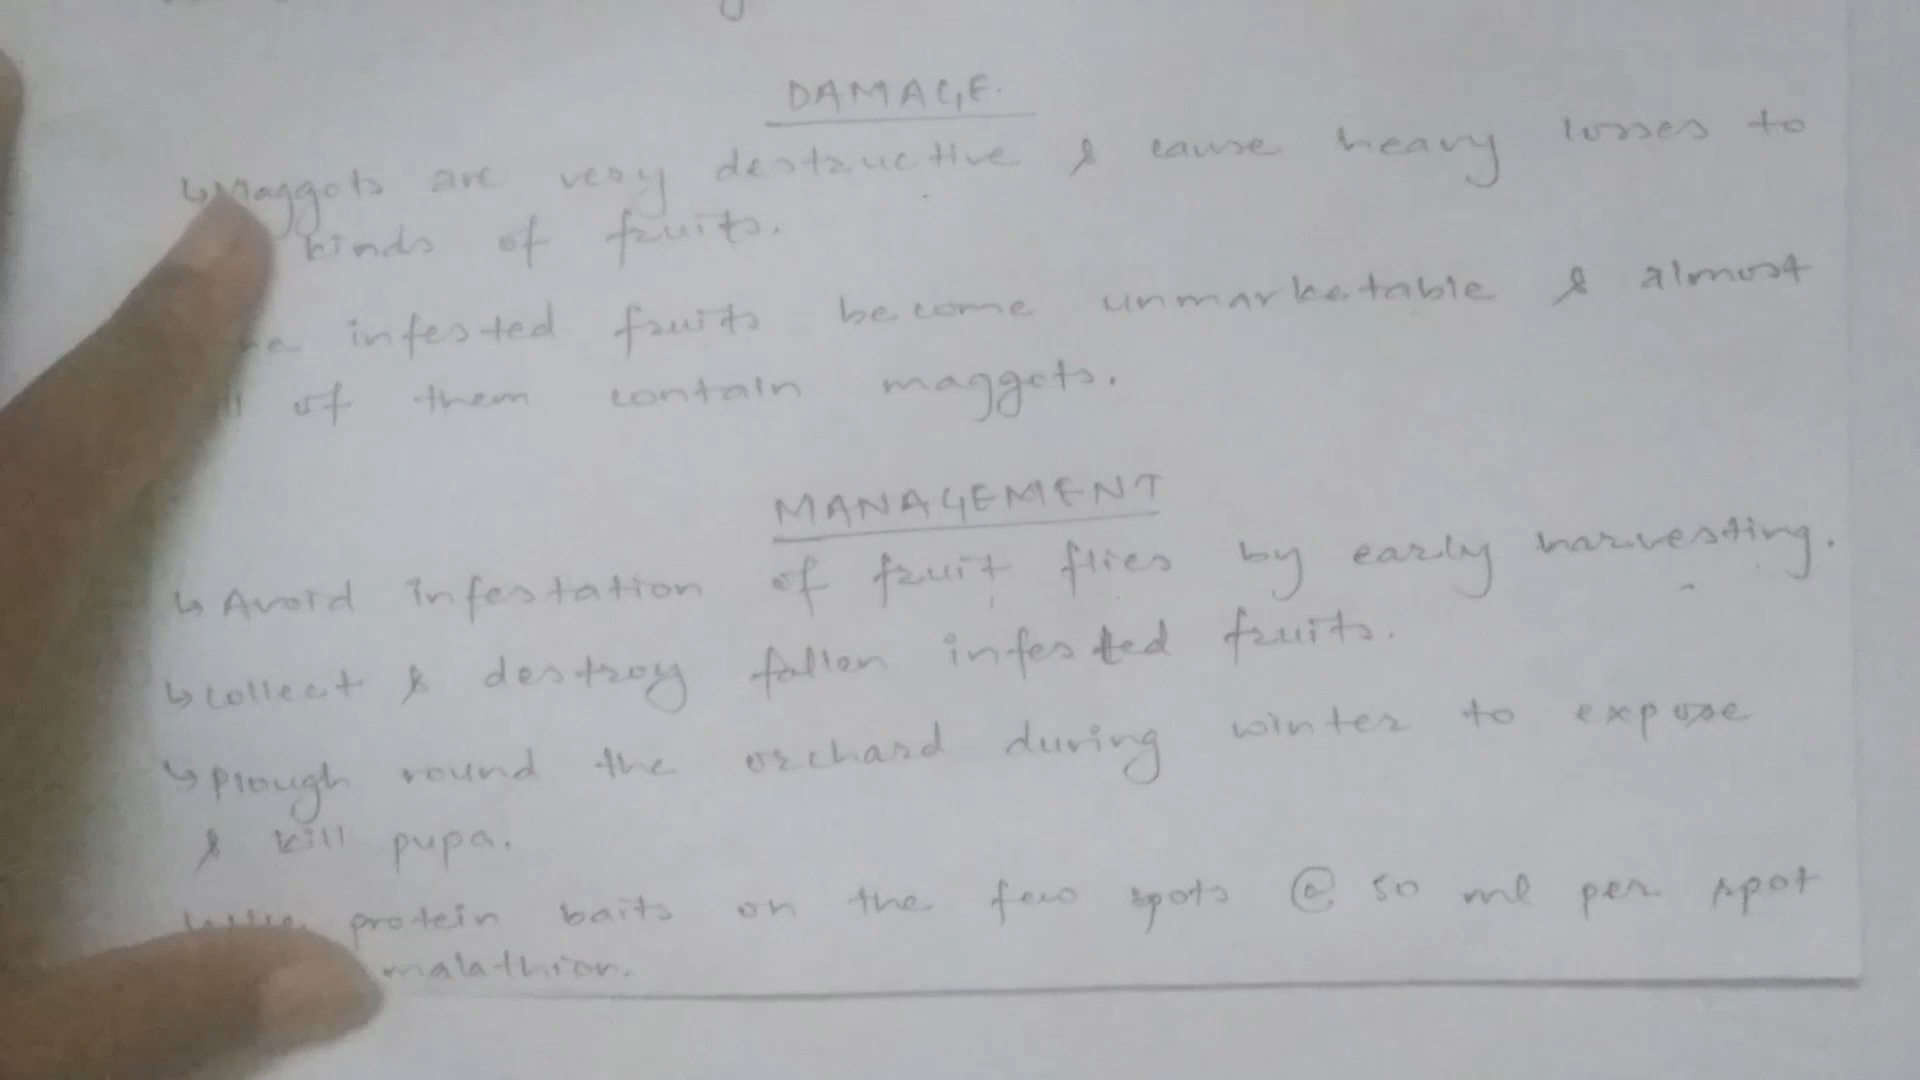 DAMAGE.
↳ Maggots are very destructive & cause heavy losses to
kinds of fruits.
infested fruits become unmarketable & almost
of them contain maggots.
MANAGEMENT
↳ Avoid infestation of fruit flies by early harvesting.
↳ collect & destroy fallen infested fruits.
↳ plough round the orchard during winter to expose
& kill pupa.
protein baits on the few spots @ 50 ml per spot
malathion.